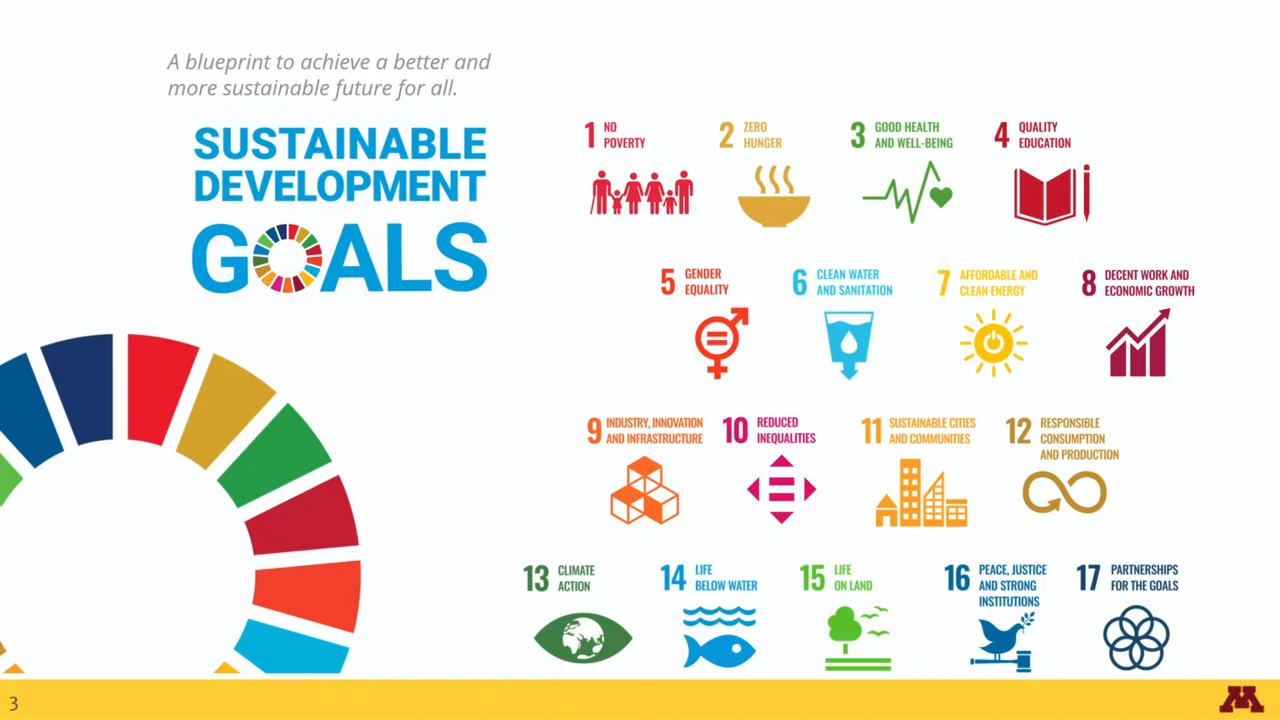 A blueprint to achieve a better and
more sustainable future for all.
SUSTAINABLE
DEVELOPMENT
GOALS
1 NO
POVERTY
2 ZERO
HUNGER
3 GOOD HEALTH
AND WELL-BEING
4 QUALITY
EDUCATION
5 GENDER
EQUALITY
6 CLEAN WATER
AND SANITATION
7 AFFORDABLE AND
CLEAN ENERGY
8 DECENT WORK AND
ECONOMIC GROWTH
9 INDUSTRY, INNOVATION
AND INFRASTRUCTURE
10 REDUCED
INEQUALITIES
11 SUSTAINABLE CITIES
AND COMMUNITIES
12 RESPONSIBLE
CONSUMPTION
AND PRODUCTION
13 CLIMATE
ACTION
14 LIFE
BELOW WATER
15 LIFE
ON LAND
16 PEACE, JUSTICE
AND STRONG
INSTITUTIONS
17 PARTNERSHIPS
FOR THE GOALS
3
M